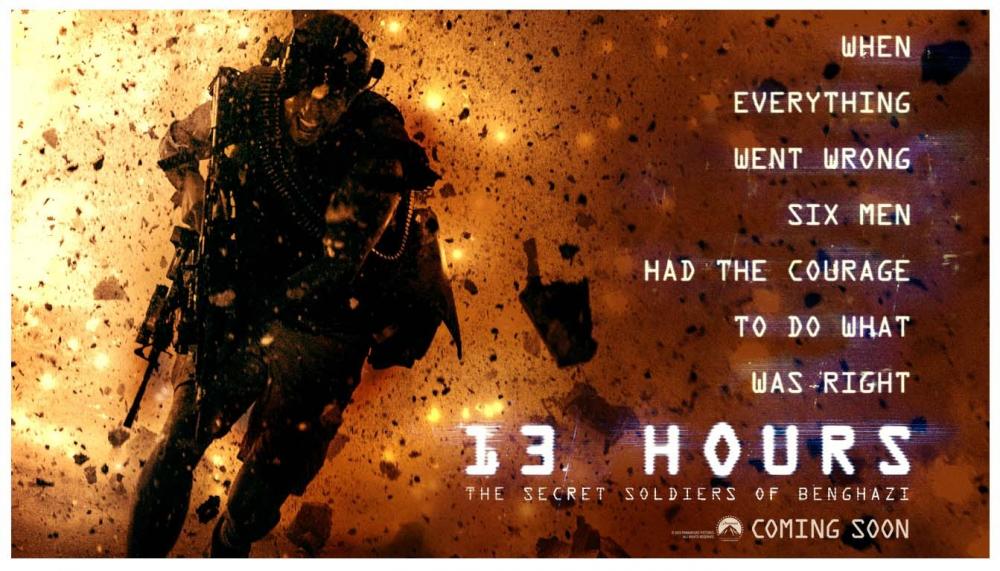 WHEN
EVERYTHING
WENT WRONG
SIX MEN
HAD THE COURAGE
TO DO WHAT
WAS RIGHT
13 HOURS
THE SECRET SOLDIERS OF BENGHAZI
COMING SOON